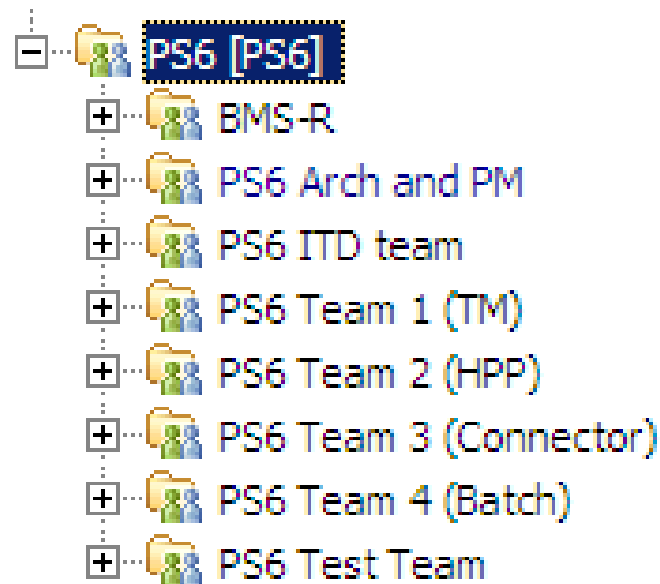 PS6 [PS6]
BMS-R
PS6 Arch and PM
PS6 ITD team
PS6 Team 1 (TM)
PS6 Team 2 (HPP)
PS6 Team 3 (Connector)
PS6 Team 4 (Batch)
PS6 Test Team